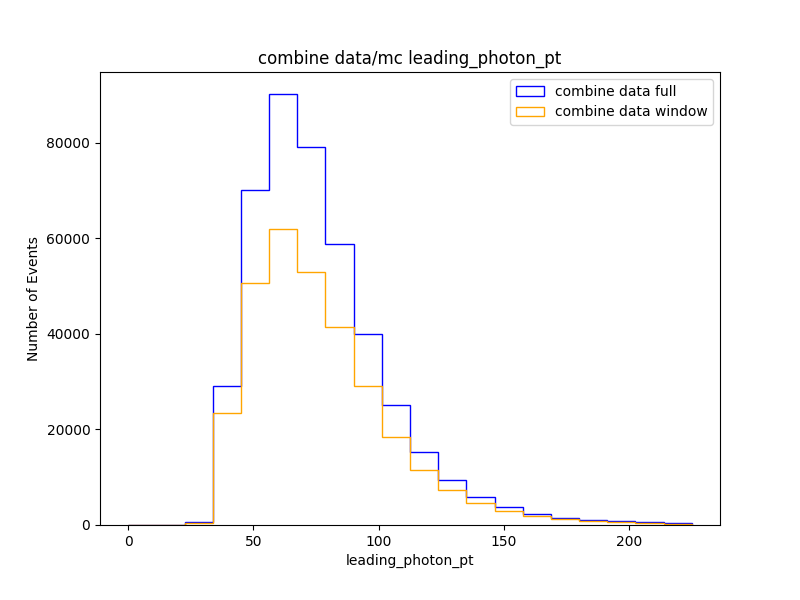 combine data/mc leading_photon_pt
combine data full
combine data window
Number of Events
80000
60000
40000
20000
0
0 50 100 150 200
leading_photon_pt